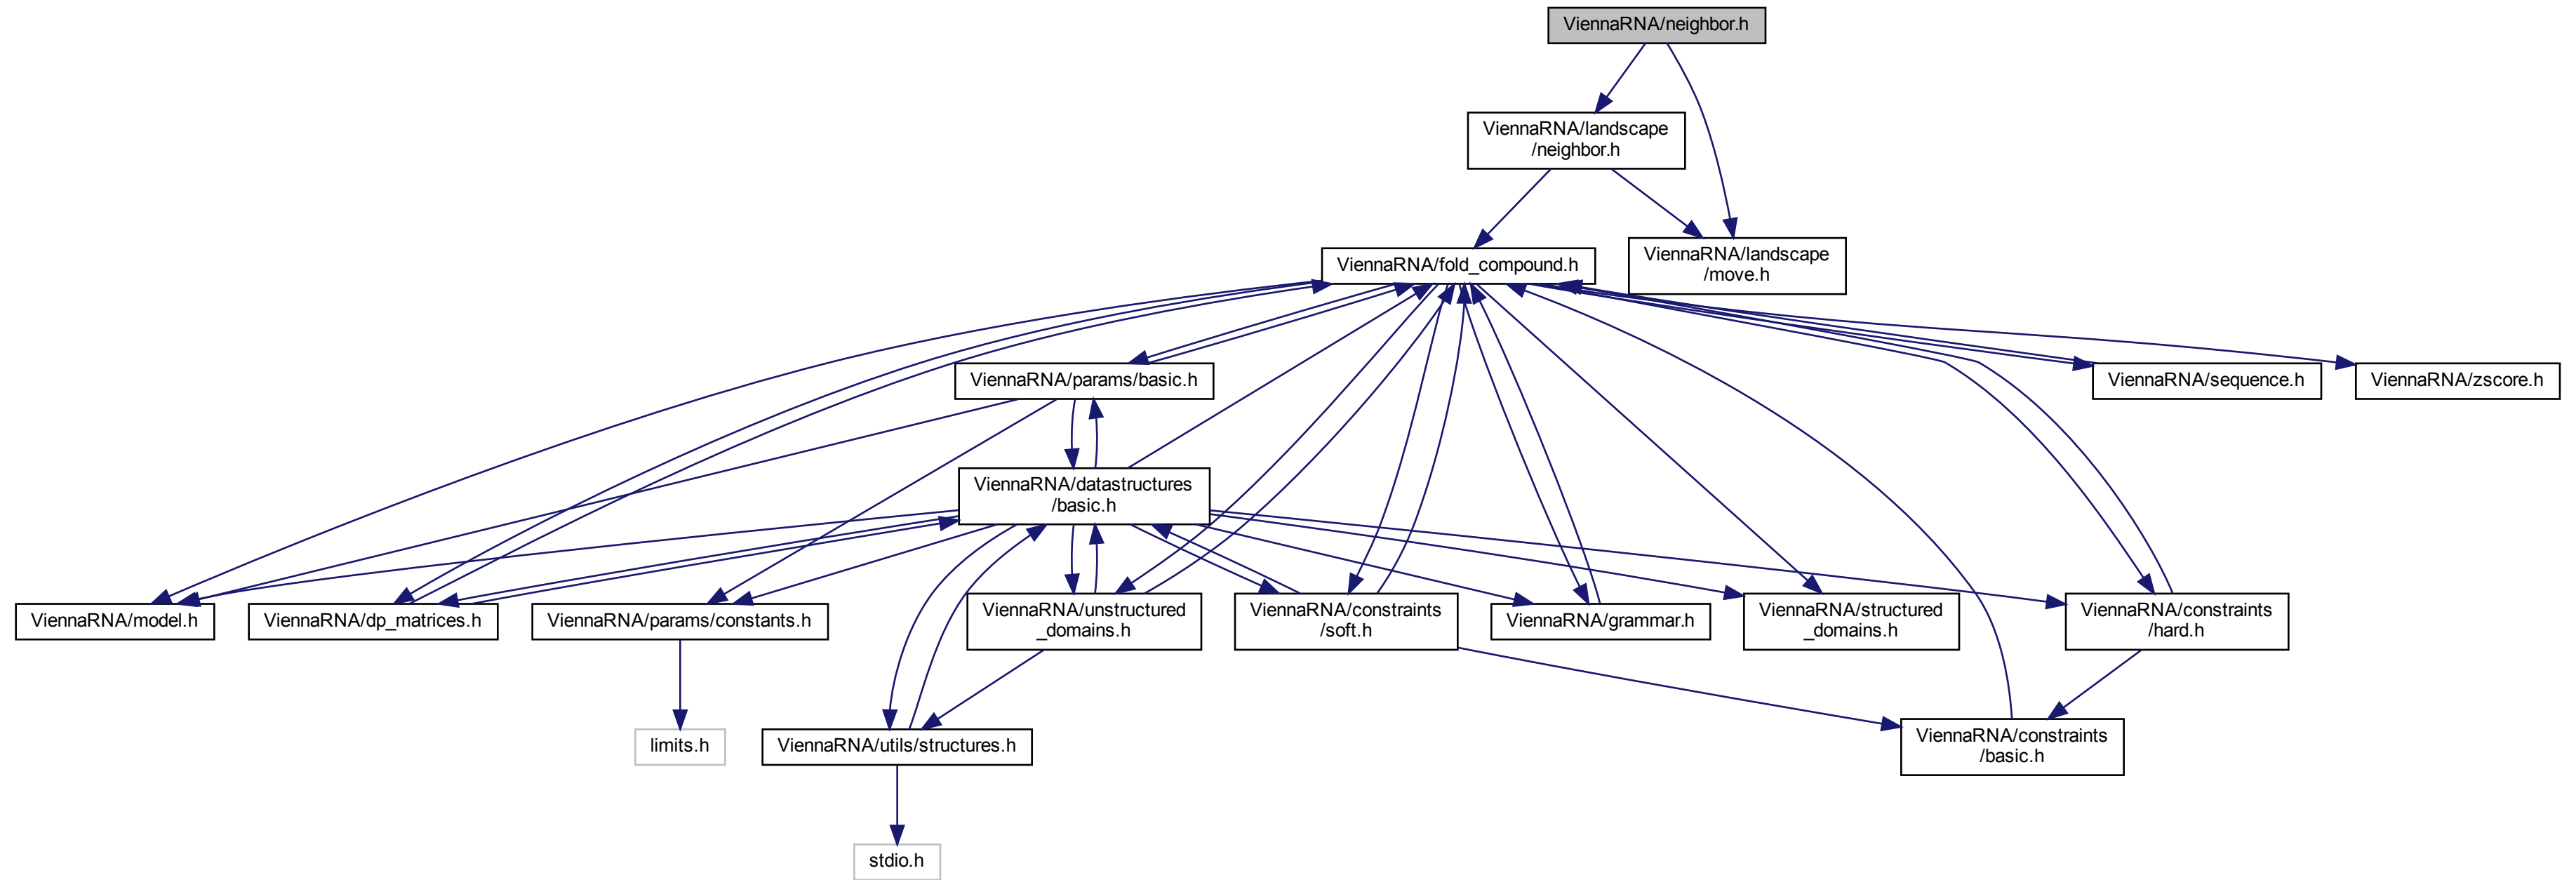 ViennaRNA/neighbor.h
ViennaRNA/landscape
/neighbor.h
ViennaRNA/fold_compound.h
ViennaRNA/landscape
/move.h
ViennaRNA/params/basic.h
ViennaRNA/sequence.h
ViennaRNA/zscore.h
ViennaRNA/datastructures
/basic.h
ViennaRNA/model.h
ViennaRNA/dp_matrices.h
ViennaRNA/params/constants.h
ViennaRNA/unstructured
_domains.h
ViennaRNA/constraints
/soft.h
ViennaRNA/grammar.h
ViennaRNA/structured
_domains.h
ViennaRNA/constraints
/hard.h
limits.h
ViennaRNA/utils/structures.h
ViennaRNA/constraints
/basic.h
stdio.h